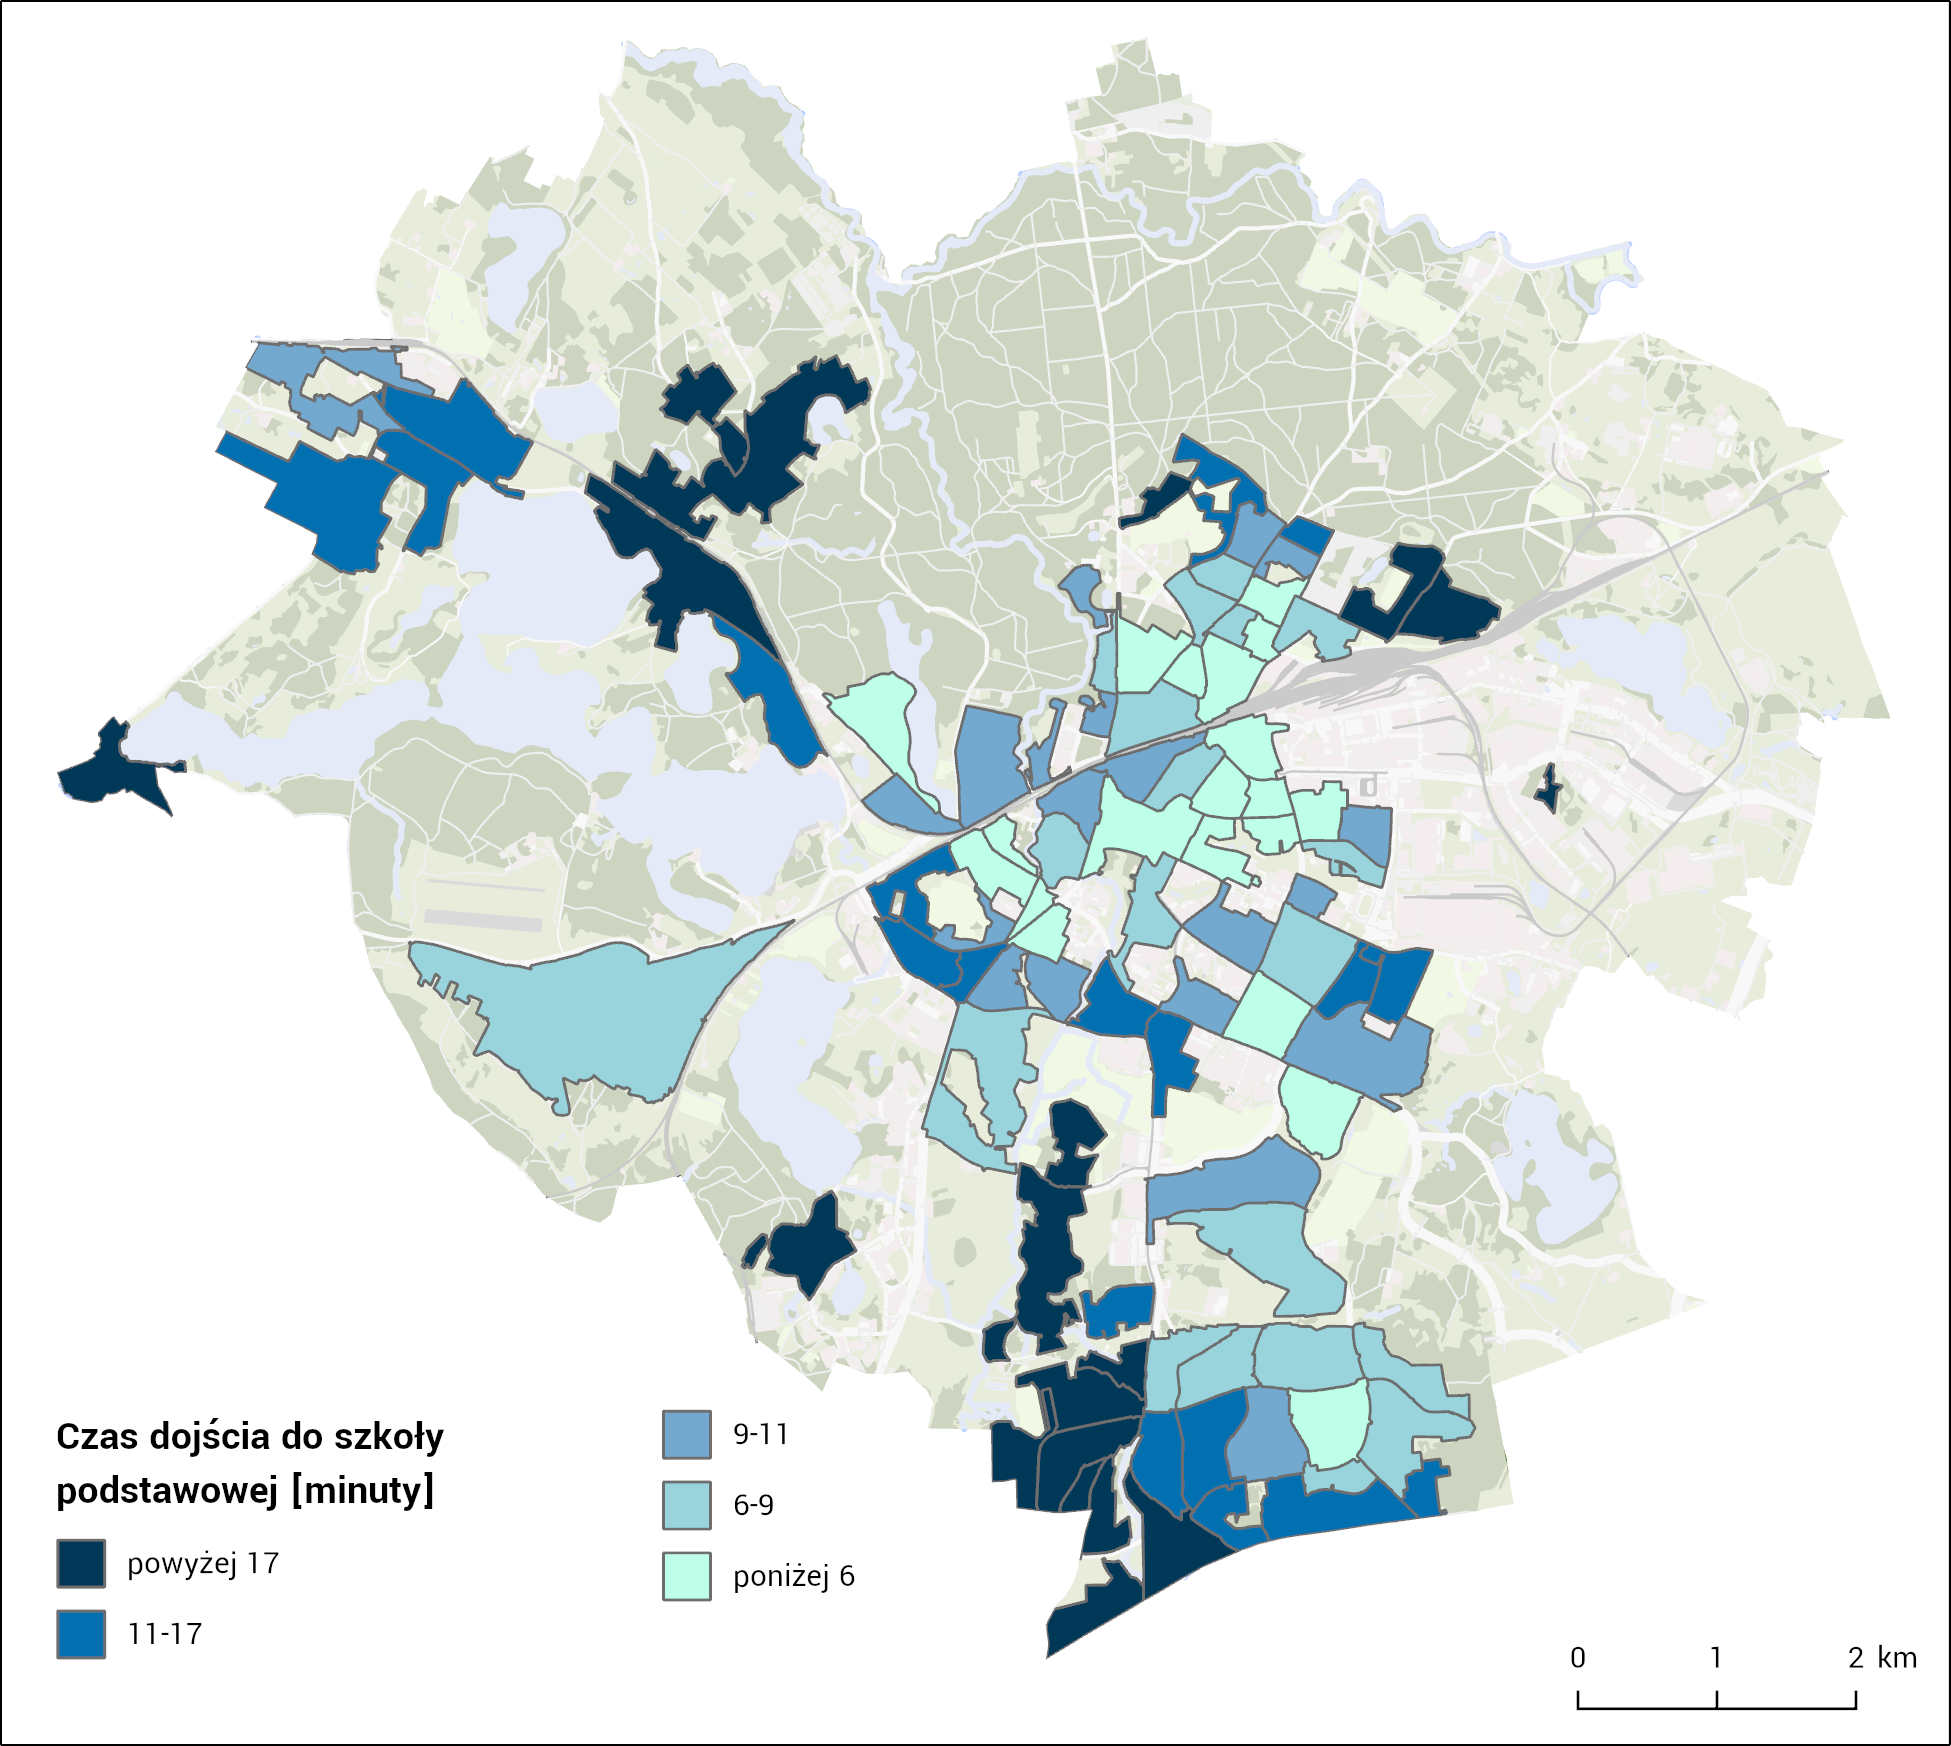 Czas dojścia do szkoły
podstawowej [minuty]
powyżej 17
11-17
9-11
6-9
poniżej 6
0 1 2 km